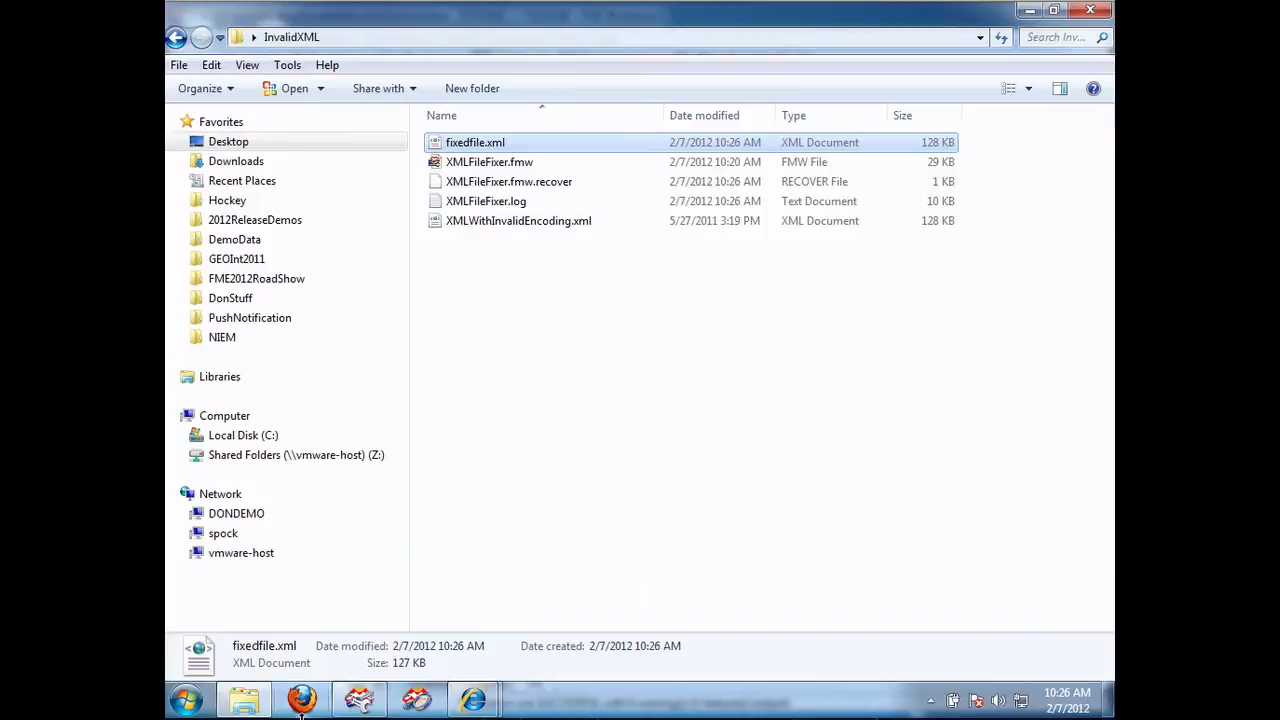 InvalidXML
Search Inv...
File Edit View Tools Help
Organize Open Share with New folder
Name Date modified Type Size
Favorites
Desktop
Downloads
Recent Places
Hockey
2012ReleaseDemos
DemoData
GEOInt2011
FME2012RoadShow
DonStuff
PushNotification
NIEM
Libraries
Computer
Local Disk (C:)
Shared Folders (\\vmware-host) (Z:)
Network
DONDEMO
spock
vmware-host
fixedfile.xml 2/7/2012 10:26 AM XML Document 128 KB
XMLFileFixer.fmw 2/7/2012 10:20 AM FMW File 29 KB
XMLFileFixer.fmw.recover 2/7/2012 10:26 AM RECOVER File 1 KB
XMLFileFixer.log 2/7/2012 10:26 AM Text Document 10 KB
XMLWithInvalidEncoding.xml 5/27/2011 3:19 PM XML Document 128 KB
fixedfile.xml Date modified: 2/7/2012 10:26 AM Date created: 2/7/2012 10:26 AM
XML Document Size: 127 KB
10:26 AM
2/7/2012